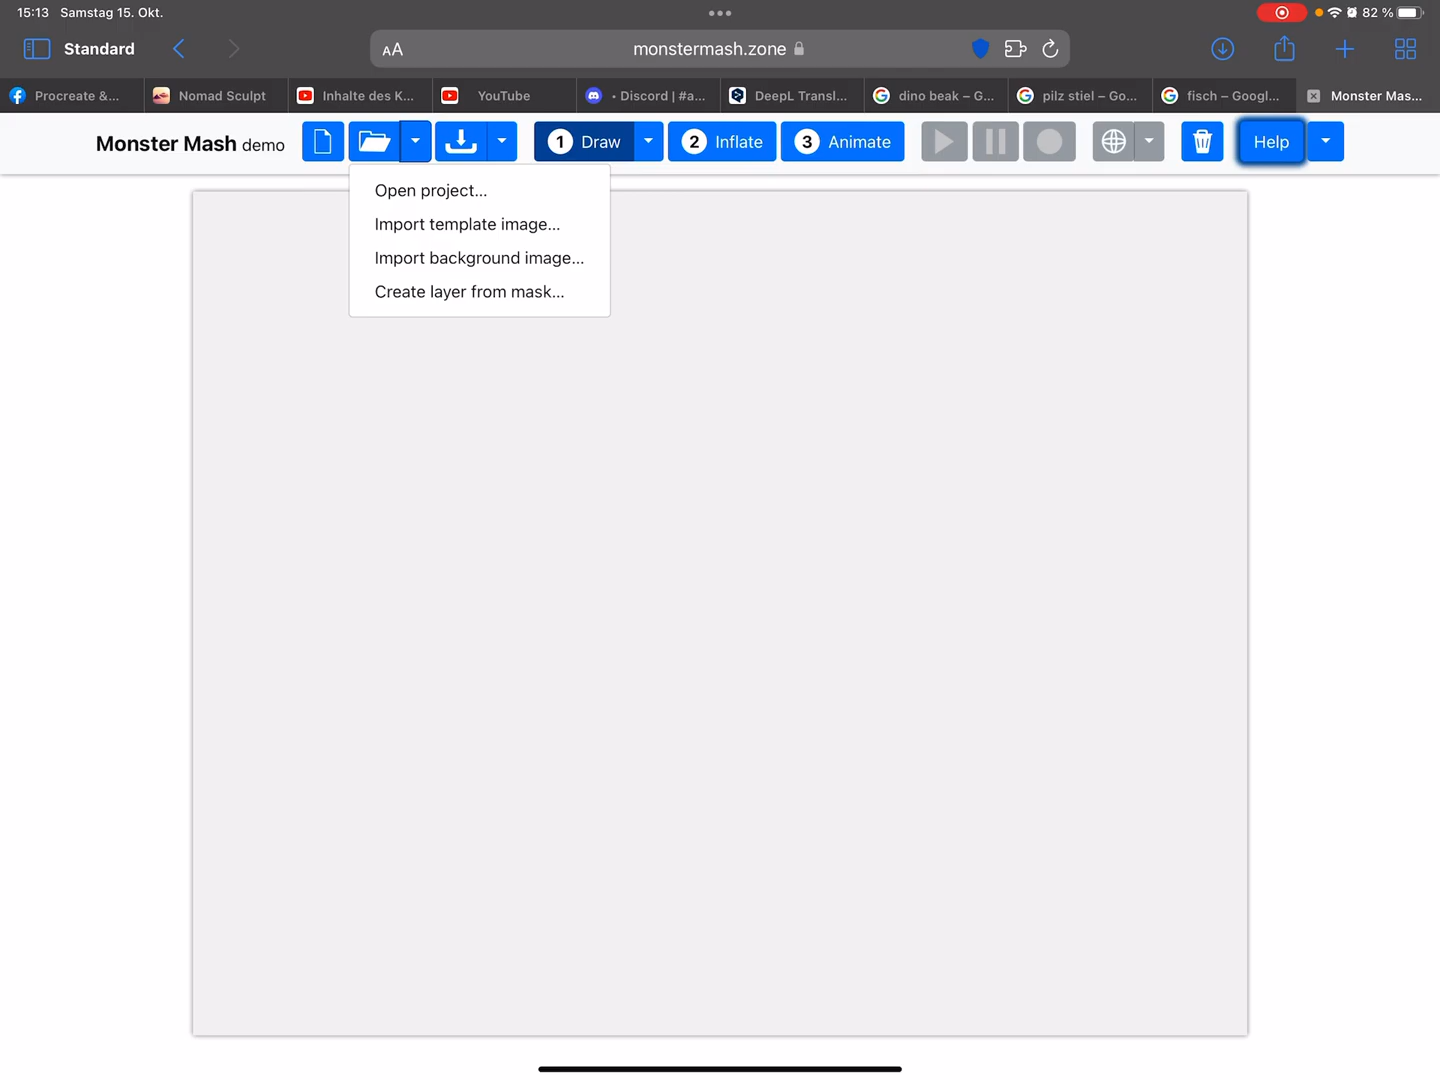 15:13 Samstag 15. Okt.
82 %
Standard
AA
monstermash.zone
Procreate &...
Nomad Sculpt
Inhalte des K...
YouTube
• Discord | #a...
DeepL Transl...
dino beak – G...
pilz stiel – Go...
fisch – Googl...
Monster Mas...
Monster Mash demo
1 Draw
2 Inflate
3 Animate
Help
Open project...
Import template image...
Import background image...
Create layer from mask...